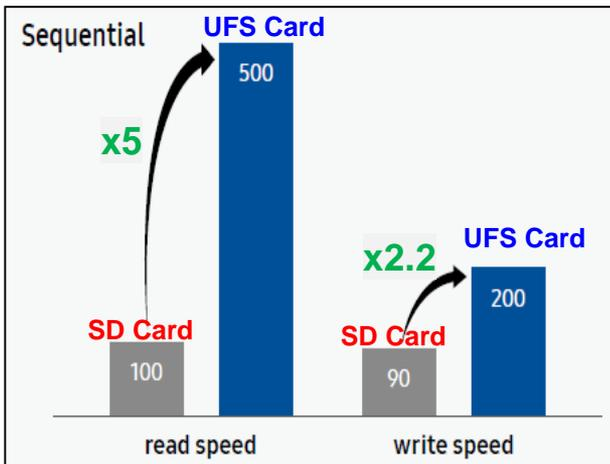 Sequential
UFS Card
500
x5
SD Card
100
read speed
UFS Card
x2.2
200
SD Card
90
write speed